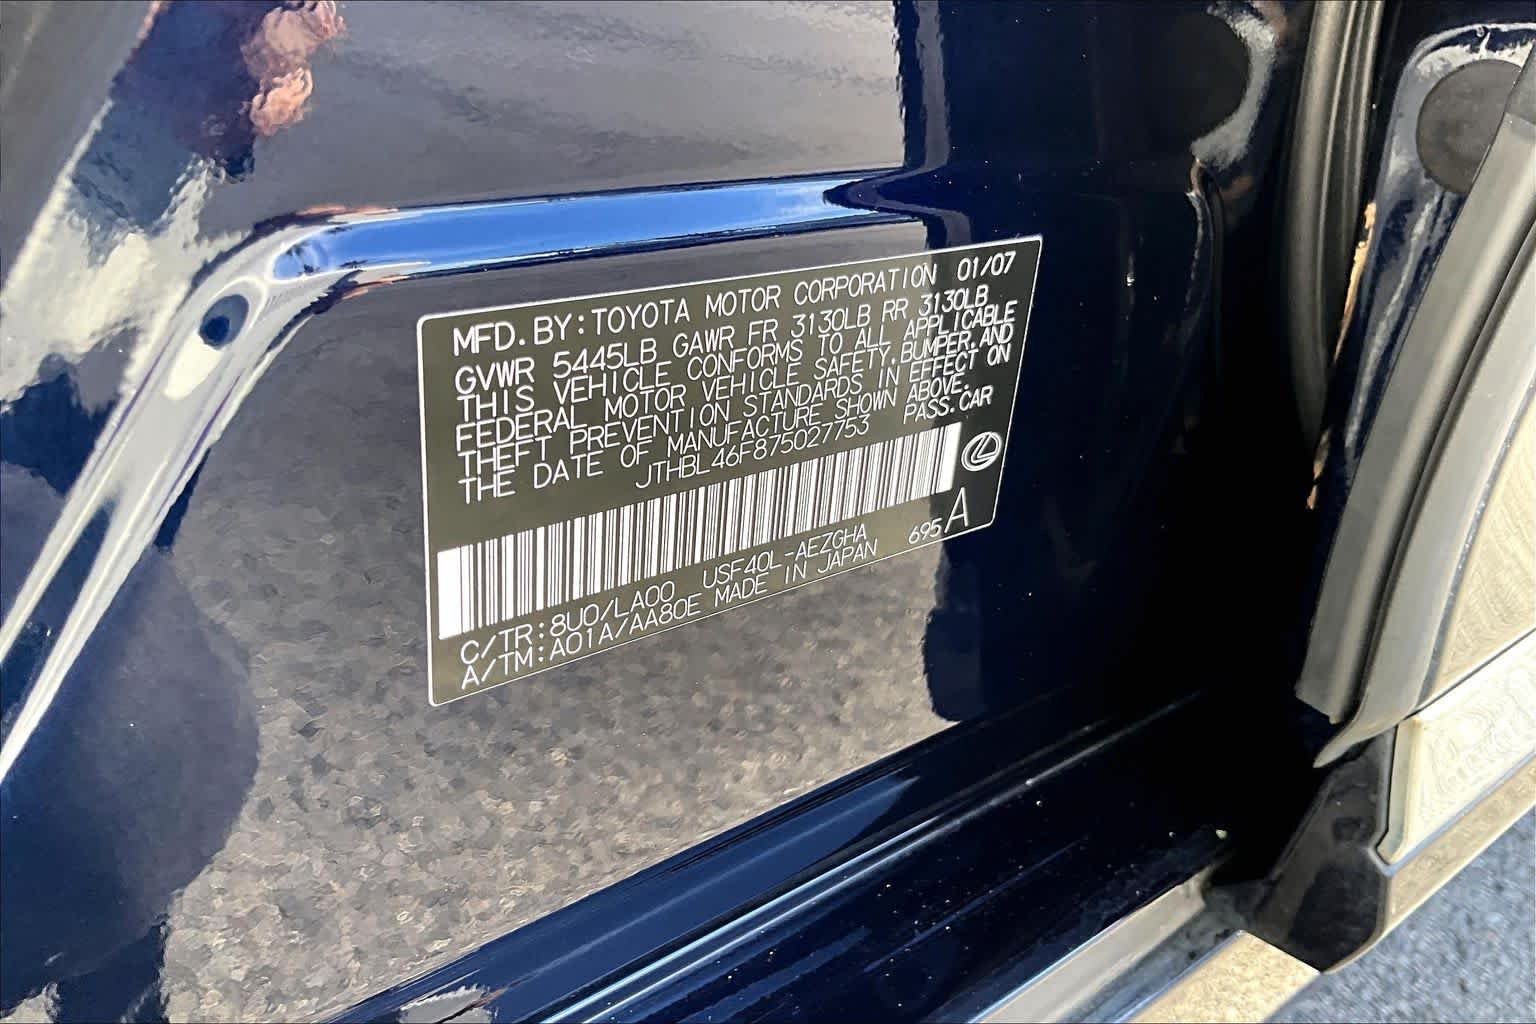 MFD. BY: TOYOTA MOTOR CORPORATION 01/07
GVWR 5445LB GAWR FR 3130LB RR 3130LB
THIS VEHICLE CONFORMS TO ALL APPLICABLE
FEDERAL MOTOR VEHICLE SAFETY, BUMPER, AND
THEFT PREVENTION STANDARDS IN EFFECT ON
THE DATE OF MANUFACTURE SHOWN ABOVE.
JTHBL46F875027753 PASS. CAR
C/TR: 8U0/LA00 USF40L-AEZGHA 695 A
A/TM: A01A/AA80E MADE IN JAPAN